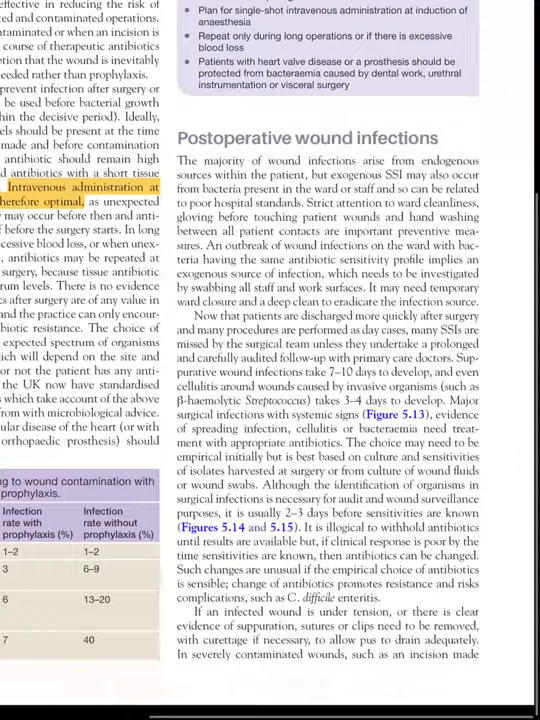 effective in reducing the risk of
ted and contaminated operations.
ntaminated or when an incision is
course of therapeutic antibiotics
ption that the wound is inevitably
needed rather than prophylaxis.
prevent infection after surgery or
be used before bacterial growth
hin the decisive period). Ideally,
els should be present at the time
made and before contamination
antibiotic should remain high
d antibiotics with a short tissue
Intravenous administration at
herefore optimal, as unexpected
may occur before then and anti-
f before the surgery starts. In long
cessive blood loss, or when unex-
, antibiotics may be repeated at
surgery, because tissue antibiotic
rum levels. There is no evidence
cs after surgery are of any value in
and the practice can only encour-
biotic resistance. The choice of
expected spectrum of organisms
hich will depend on the site and
or not the patient has any anti-
the UK now have standardised
s which take account of the above
from with microbiological advice.
ular disease of the heart (or with
orthopaedic prosthesis) should
ng to wound contamination with
prophylaxis.
Infection rate with prophylaxis (%) Infection rate without prophylaxis (%)
1–2 1–2
3 6–9
6 13–20
7 40
• Plan for single-shot intravenous administration at induction of
anaesthesia
• Repeat only during long operations or if there is excessive
blood loss
• Patients with heart valve disease or a prosthesis should be
protected from bacteraemia caused by dental work, urethral
instrumentation or visceral surgery
Postoperative wound infections
The majority of wound infections arise from endogenous
sources within the patient, but exogenous SSI may also occur
from bacteria present in the ward or staff and so can be related
to poor hospital standards. Strict attention to ward cleanliness,
gloving before touching patient wounds and hand washing
between all patient contacts are important preventive mea-
sures. An outbreak of wound infections on the ward with bac-
teria having the same antibiotic sensitivity profile implies an
exogenous source of infection, which needs to be investigated
by swabbing all staff and work surfaces. It may need temporary
ward closure and a deep clean to eradicate the infection source.
Now that patients are discharged more quickly after surgery
and many procedures are performed as day cases, many SSIs are
missed by the surgical team unless they undertake a prolonged
and carefully audited follow-up with primary care doctors. Sup-
purative wound infections take 7–10 days to develop, and even
cellulitis around wounds caused by invasive organisms (such as
β-haemolytic Streptococcus) takes 3–4 days to develop. Major
surgical infections with systemic signs (Figure 5.13), evidence
of spreading infection, cellulitis or bacteraemia need treat-
ment with appropriate antibiotics. The choice may need to be
empirical initially but is best based on culture and sensitivities
of isolates harvested at surgery or from culture of wound fluids
or wound swabs. Although the identification of organisms in
surgical infections is necessary for audit and wound surveillance
purposes, it is usually 2–3 days before sensitivities are known
(Figures 5.14 and 5.15). It is illogical to withhold antibiotics
until results are available but, if clinical response is poor by the
time sensitivities are known, then antibiotics can be changed.
Such changes are unusual if the empirical choice of antibiotics
is sensible; change of antibiotics promotes resistance and risks
complications, such as C. difficile enteritis.
If an infected wound is under tension, or there is clear
evidence of suppuration, sutures or clips need to be removed,
with curettage if necessary, to allow pus to drain adequately.
In severely contaminated wounds, such as an incision made